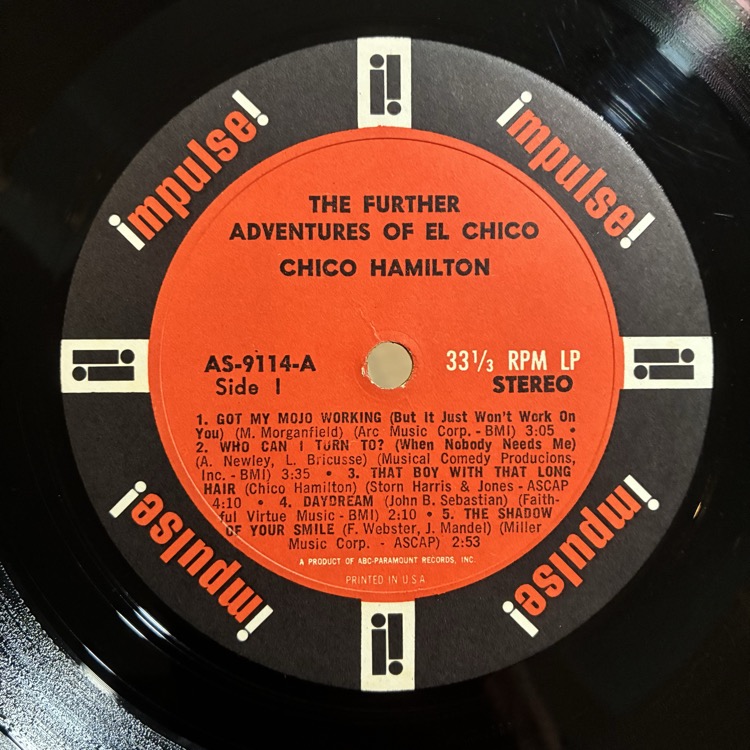 impulse!
impulse!
THE FURTHER
ADVENTURES OF EL CHICO
CHICO HAMILTON
AS-9114-A
Side 1
33 1/3 RPM LP
STEREO
1. GOT MY MOJO WORKING (But It Just Won't Work On
You) (M. Morganfield) (Arc Music Corp. - BMI) 3:05 •
2. WHO CAN I TURN TO? (When Nobody Needs Me)
(A. Newley, L. Bricusse) (Musical Comedy Producions,
Inc. - BMI) 3:35 • 3. THAT BOY WITH THAT LONG
HAIR (Chico Hamilton) (Storn Harris & Jones - ASCAP
4:10 • 4. DAYDREAM (John B. Sebastian) (Faith-
ful Virtue Music - BMI) 2:10 • 5. THE SHADOW
OF YOUR SMILE (F. Webster, J. Mandel) (Miller
Music Corp. - ASCAP) 2:53
A PRODUCT OF ABC-PARAMOUNT RECORDS, INC.
PRINTED IN U.S.A
impulse!
impulse!